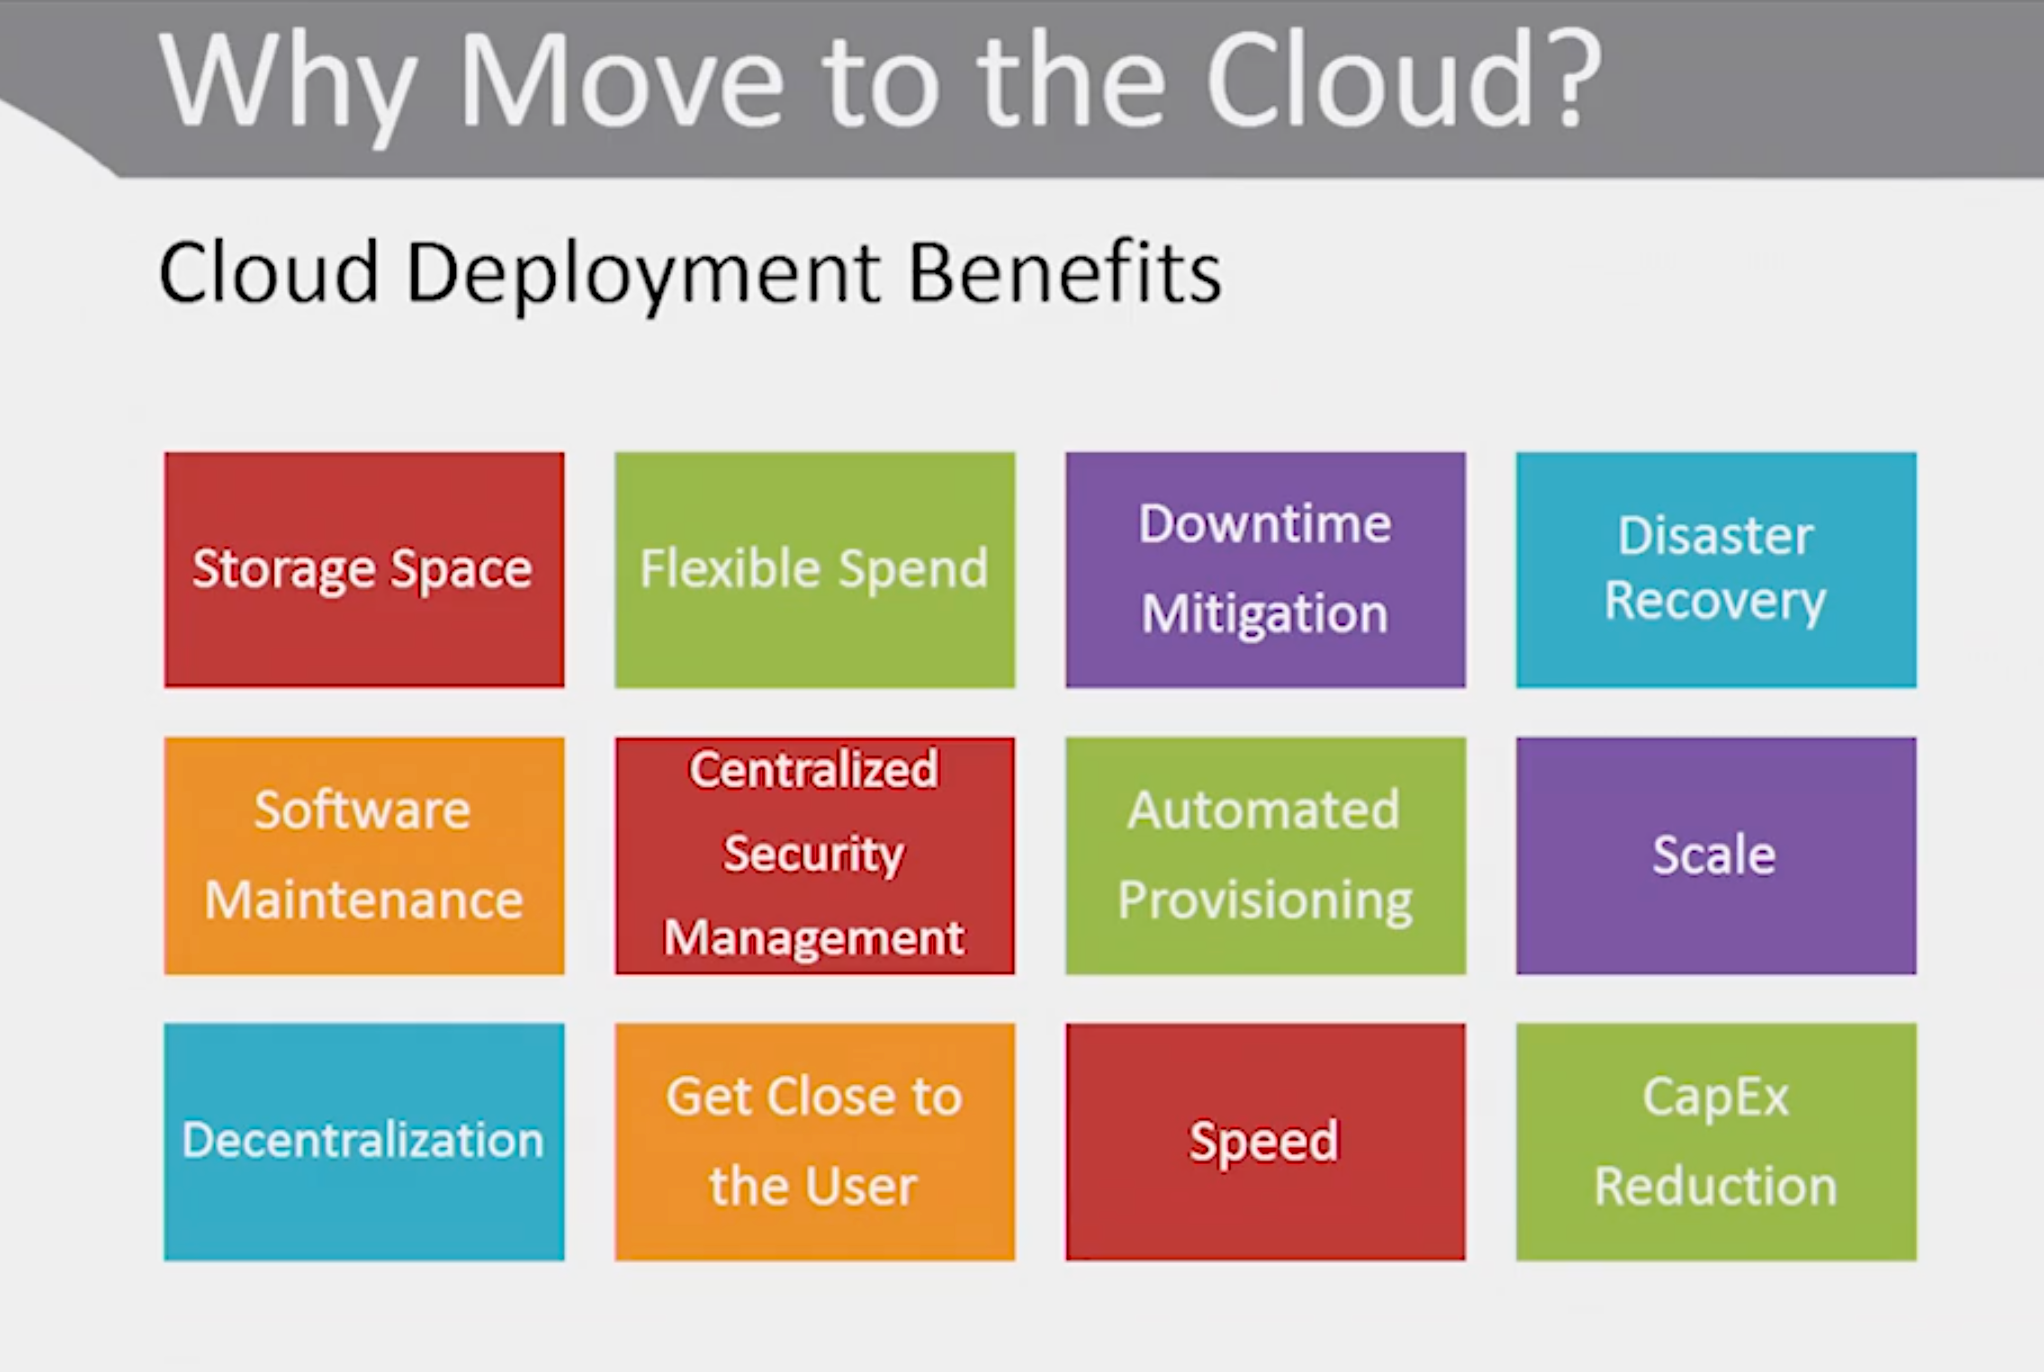 Why Move to the Cloud?
Cloud Deployment Benefits
Storage Space
Flexible Spend
Downtime
Mitigation
Disaster
Recovery
Software
Maintenance
Centralized
Security
Management
Automated
Provisioning
Scale
Decentralization
Get Close to
the User
Speed
CapEx
Reduction